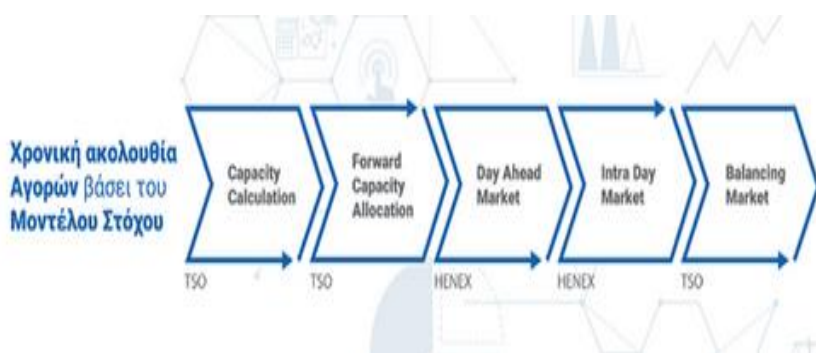 Χρονική ακολουθία
Αγορών βάσει του
Μοντέλου Στόχου
Capacity
Calculation
Forward
Capacity
Allocation
Day Ahead
Market
Intra Day
Market
Balancing
Market
TSO
TSO
HENEX
HENEX
TSO